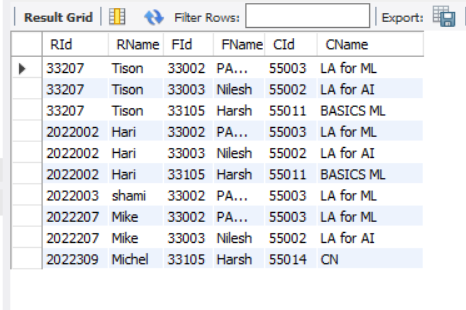 Result Grid Filter Rows: Export:
RId RName FId FName CId CName
33207 Tison 33002 PA... 55003 LA for ML
33207 Tison 33003 Nilesh 55002 LA for AI
33207 Tison 33105 Harsh 55011 BASICS ML
2022002 Hari 33002 PA... 55003 LA for ML
2022002 Hari 33003 Nilesh 55002 LA for AI
2022002 Hari 33105 Harsh 55011 BASICS ML
2022003 shami 33002 PA... 55003 LA for ML
2022207 Mike 33002 PA... 55003 LA for ML
2022207 Mike 33003 Nilesh 55002 LA for AI
2022309 Michel 33105 Harsh 55014 CN